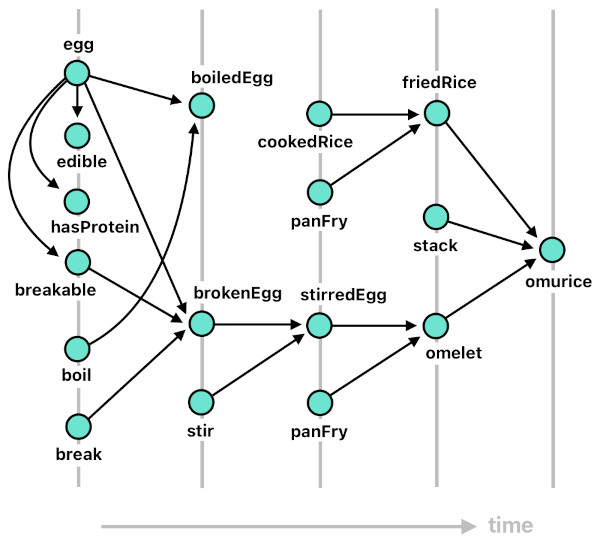 egg
boiledEgg
friedRice
cookedRice
edible
hasProtein
panFry
stack
breakable
omurice
brokenEgg
stirredEgg
omelet
boil
stir
panFry
break
time